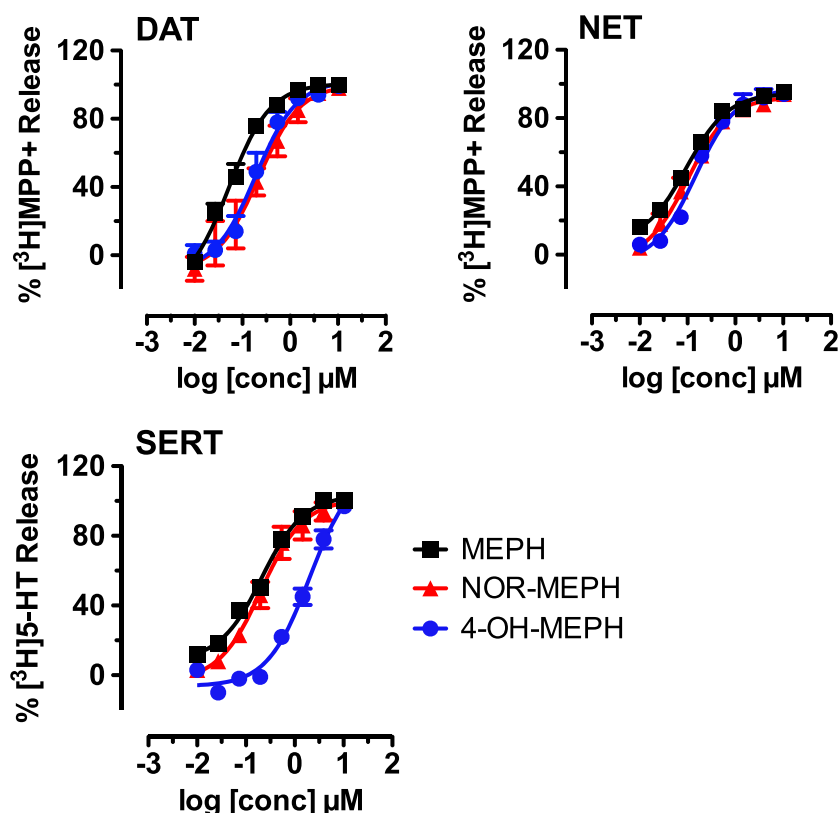 DAT
% [³H]MPP+ Release
120
80
40
0
-3 -2 -1 0 1 2
log [conc] µM
NET
% [³H]MPP+ Release
120
80
40
0
-3 -2 -1 0 1 2
log [conc] µM
SERT
% [³H]5-HT Release
120
80
40
0
-3 -2 -1 0 1 2
log [conc] µM
MEPH
NOR-MEPH
4-OH-MEPH